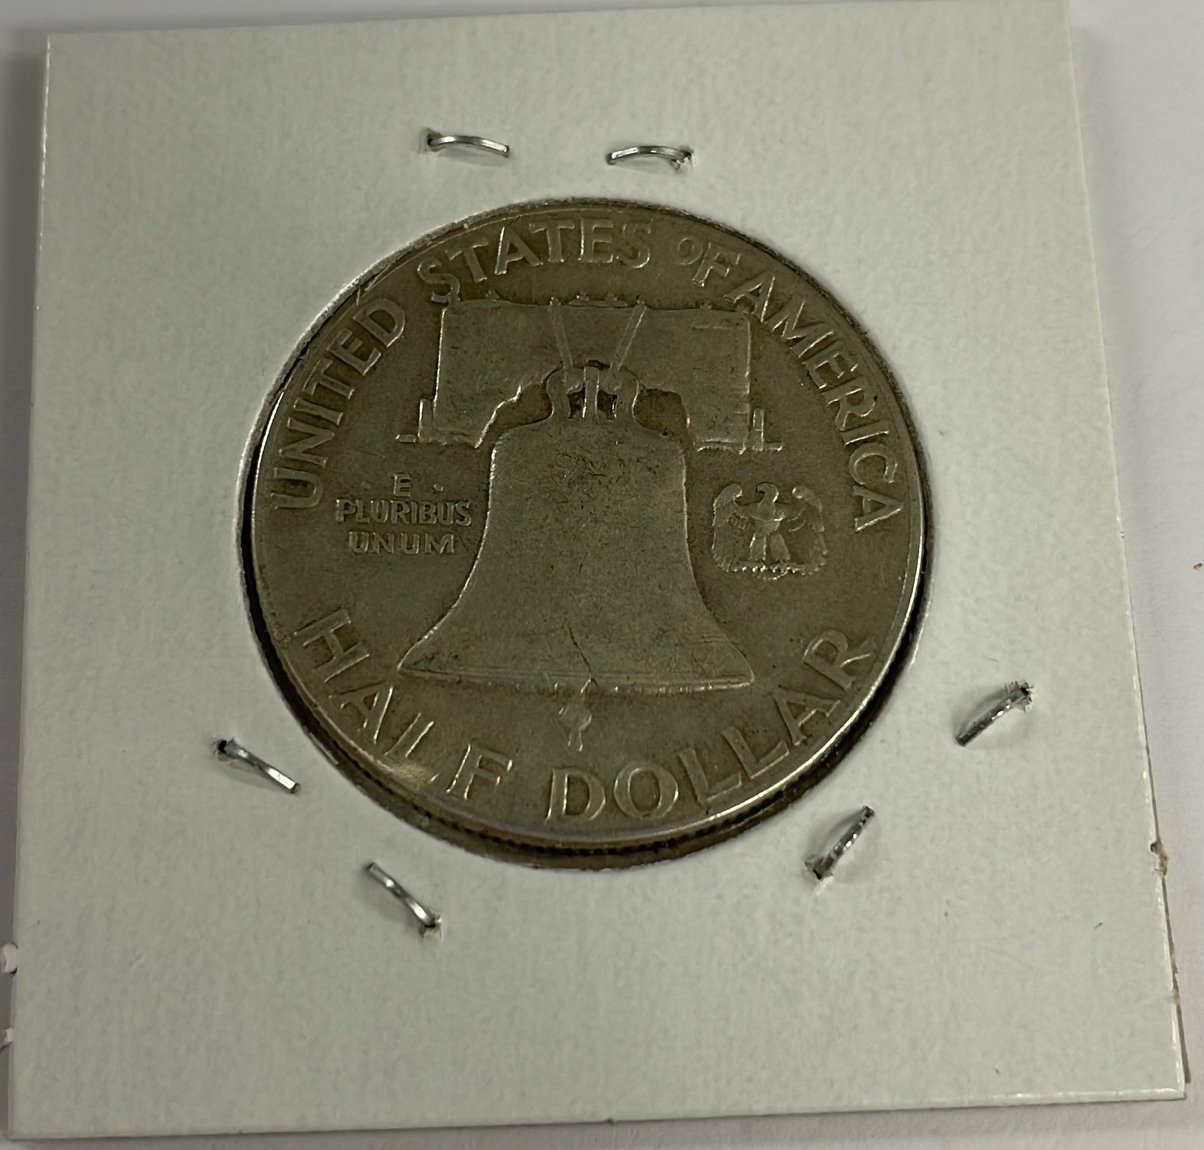 UNITED STATES OF AMERICA
· E ·
PLURIBUS
UNUM
HALF DOLLAR